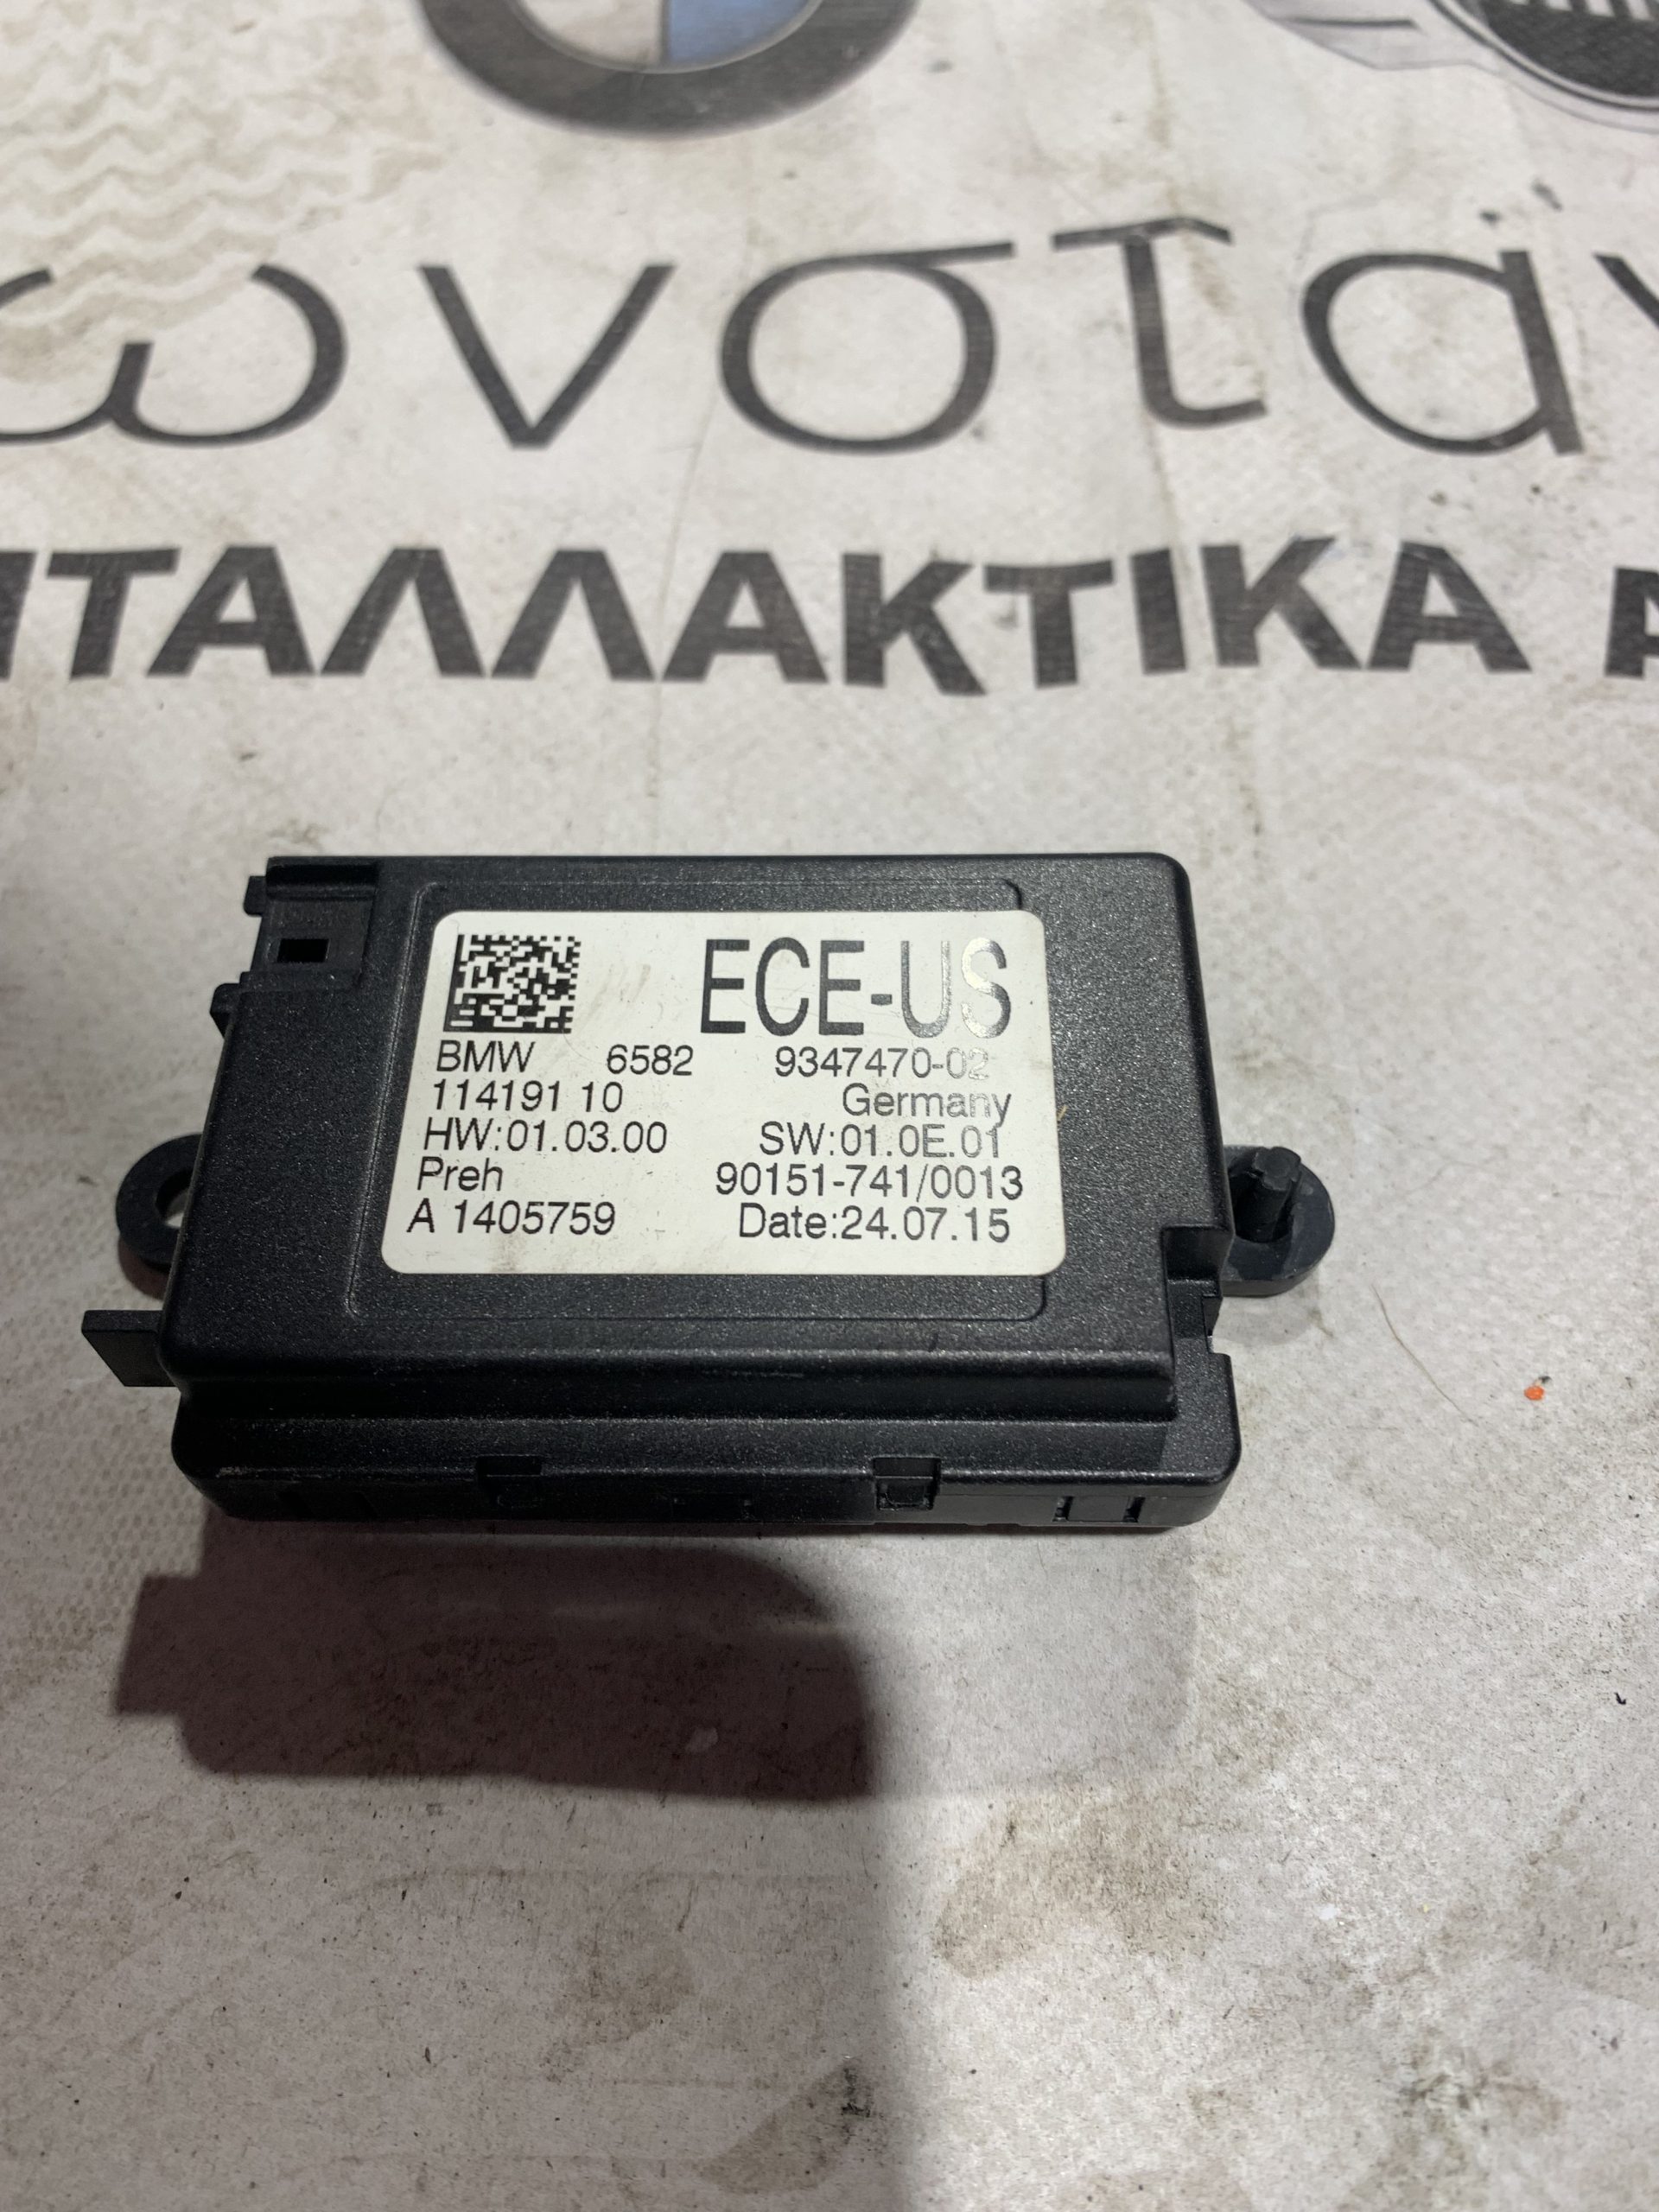 ωνσταν
ΝΤΑΛΛΑΚΤΙΚΑ Α
ECE-US
BMW 6582 9347470-02
114191 10 Germany
HW:01.03.00 SW:01.0E.01
Preh 90151-741/0013
A 1405759 Date:24.07.15